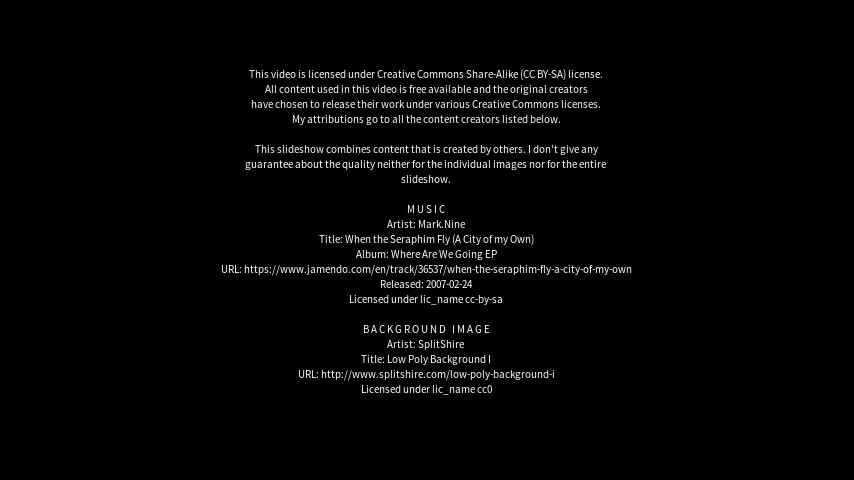 This video is licensed under Creative Commons Share-Alike (CC BY-SA) license.
All content used in this video is free available and the original creators
have chosen to release their work under various Creative Commons licenses.
My attributions go to all the content creators listed below.
This slideshow combines content that is created by others. I don't give any
guarantee about the quality neither for the individual images nor for the entire
slideshow.
MUSIC
Artist: Mark.Nine
Title: When the Seraphim Fly (A City of my Own)
Album: Where Are We Going EP
URL: https://www.jamendo.com/en/track/36537/when-the-seraphim-fly-a-city-of-my-own
Released: 2007-02-24
Licensed under lic_name cc-by-sa
BACKGROUND IMAGE
Artist: SplitShire
Title: Low Poly Background I
URL: http://www.splitshire.com/low-poly-background-i
Licensed under lic_name cc0